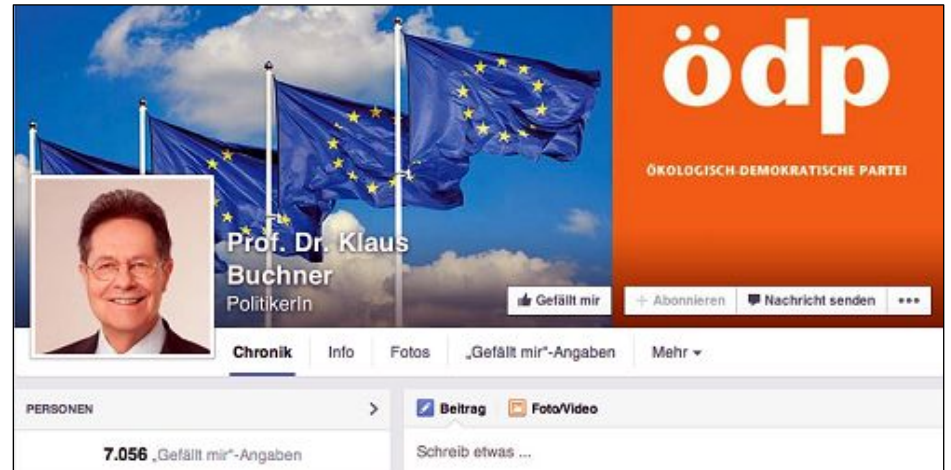 ödp
ÖKOLOGISCH-DEMOKRATISCHE PARTEI
Prof. Dr. Klaus
Buchner
PolitikerIn
Gefällt mir
+ Abonnieren
Nachricht senden
•••
Chronik Info Fotos „Gefällt mir“-Angaben Mehr
PERSONEN >
7.056 „Gefällt mir“-Angaben
Beitrag Foto/Video
Schreib etwas ...